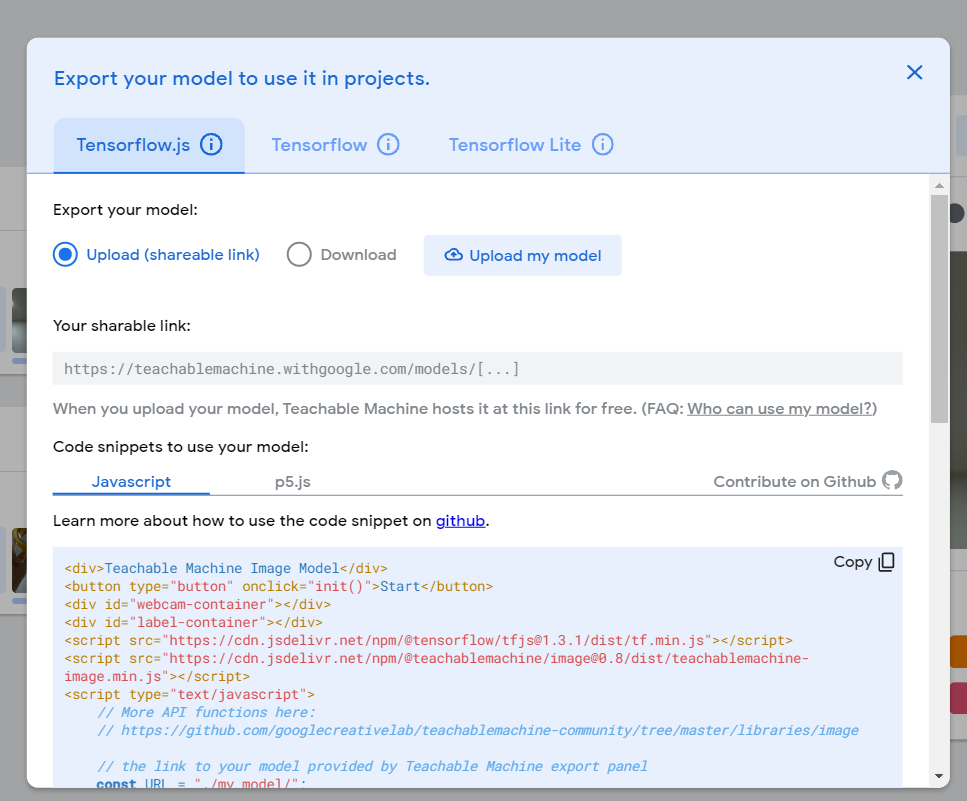 Export your model to use it in projects.
Tensorflow.js Tensorflow Tensorflow Lite
Export your model:
Upload (shareable link) Download Upload my model
Your sharable link:
https://teachablemachine.withgoogle.com/models/[...]
When you upload your model, Teachable Machine hosts it at this link for free. (FAQ: Who can use my model?)
Code snippets to use your model:
Javascript p5.js Contribute on Github
Learn more about how to use the code snippet on github.
Copy
<div>Teachable Machine Image Model</div>
<button type="button" onclick="init()">Start</button>
<div id="webcam-container"></div>
<div id="label-container"></div>
<script src="https://cdn.jsdelivr.net/npm/@tensorflow/tfjs@1.3.1/dist/tf.min.js"></script>
<script src="https://cdn.jsdelivr.net/npm/@teachablemachine/image@0.8/dist/teachablemachine-
image.min.js"></script>
<script type="text/javascript">
// More API functions here:
// https://github.com/googlecreativelab/teachablemachine-community/tree/master/libraries/image
// the link to your model provided by Teachable Machine export panel
const URL = "./my_model/";